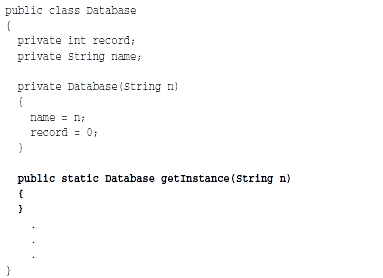 public class Database
{
private int record;
private String name;
private Database(String n)
{
name = n;
record = 0;
}
public static Database getInstance(String n)
{
}
.
.
.
}